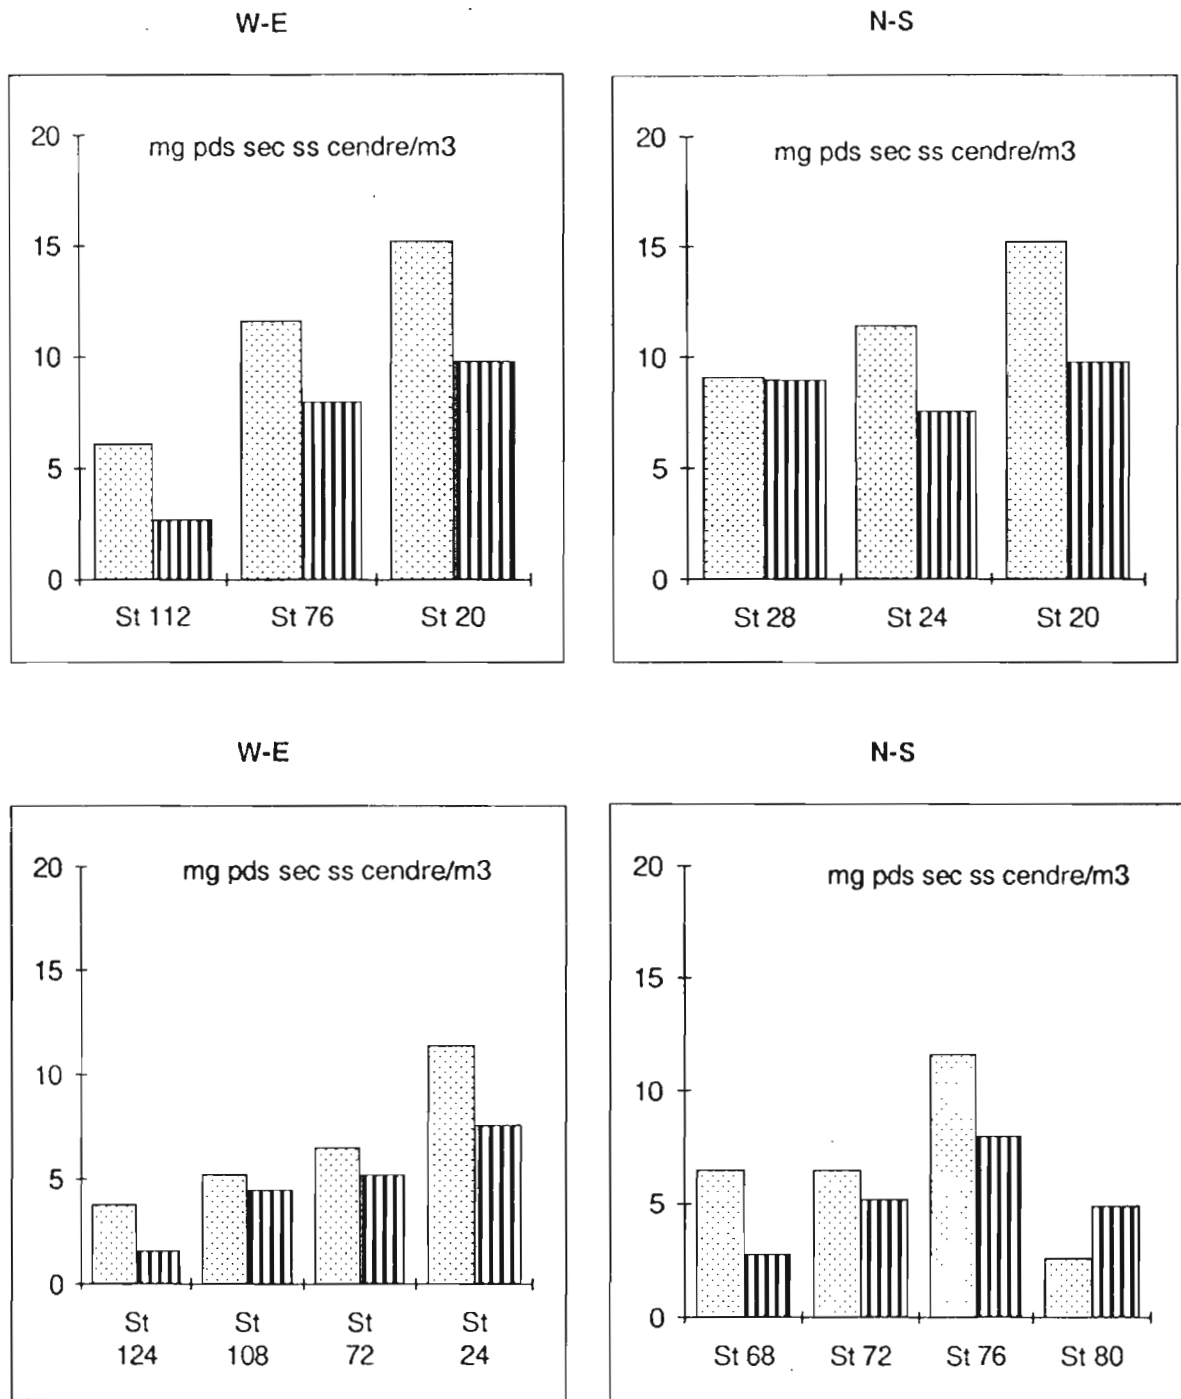 W-E
mg pds sec ss cendre/m3
20
15
10
5
0
St 112 St 76 St 20
N-S
mg pds sec ss cendre/m3
20
15
10
5
0
St 28 St 24 St 20
W-E
mg pds sec ss cendre/m3
20
15
10
5
0
St St St St
124 108 72 24
N-S
mg pds sec ss cendre/m3
20
15
10
5
0
St 68 St 72 St 76 St 80